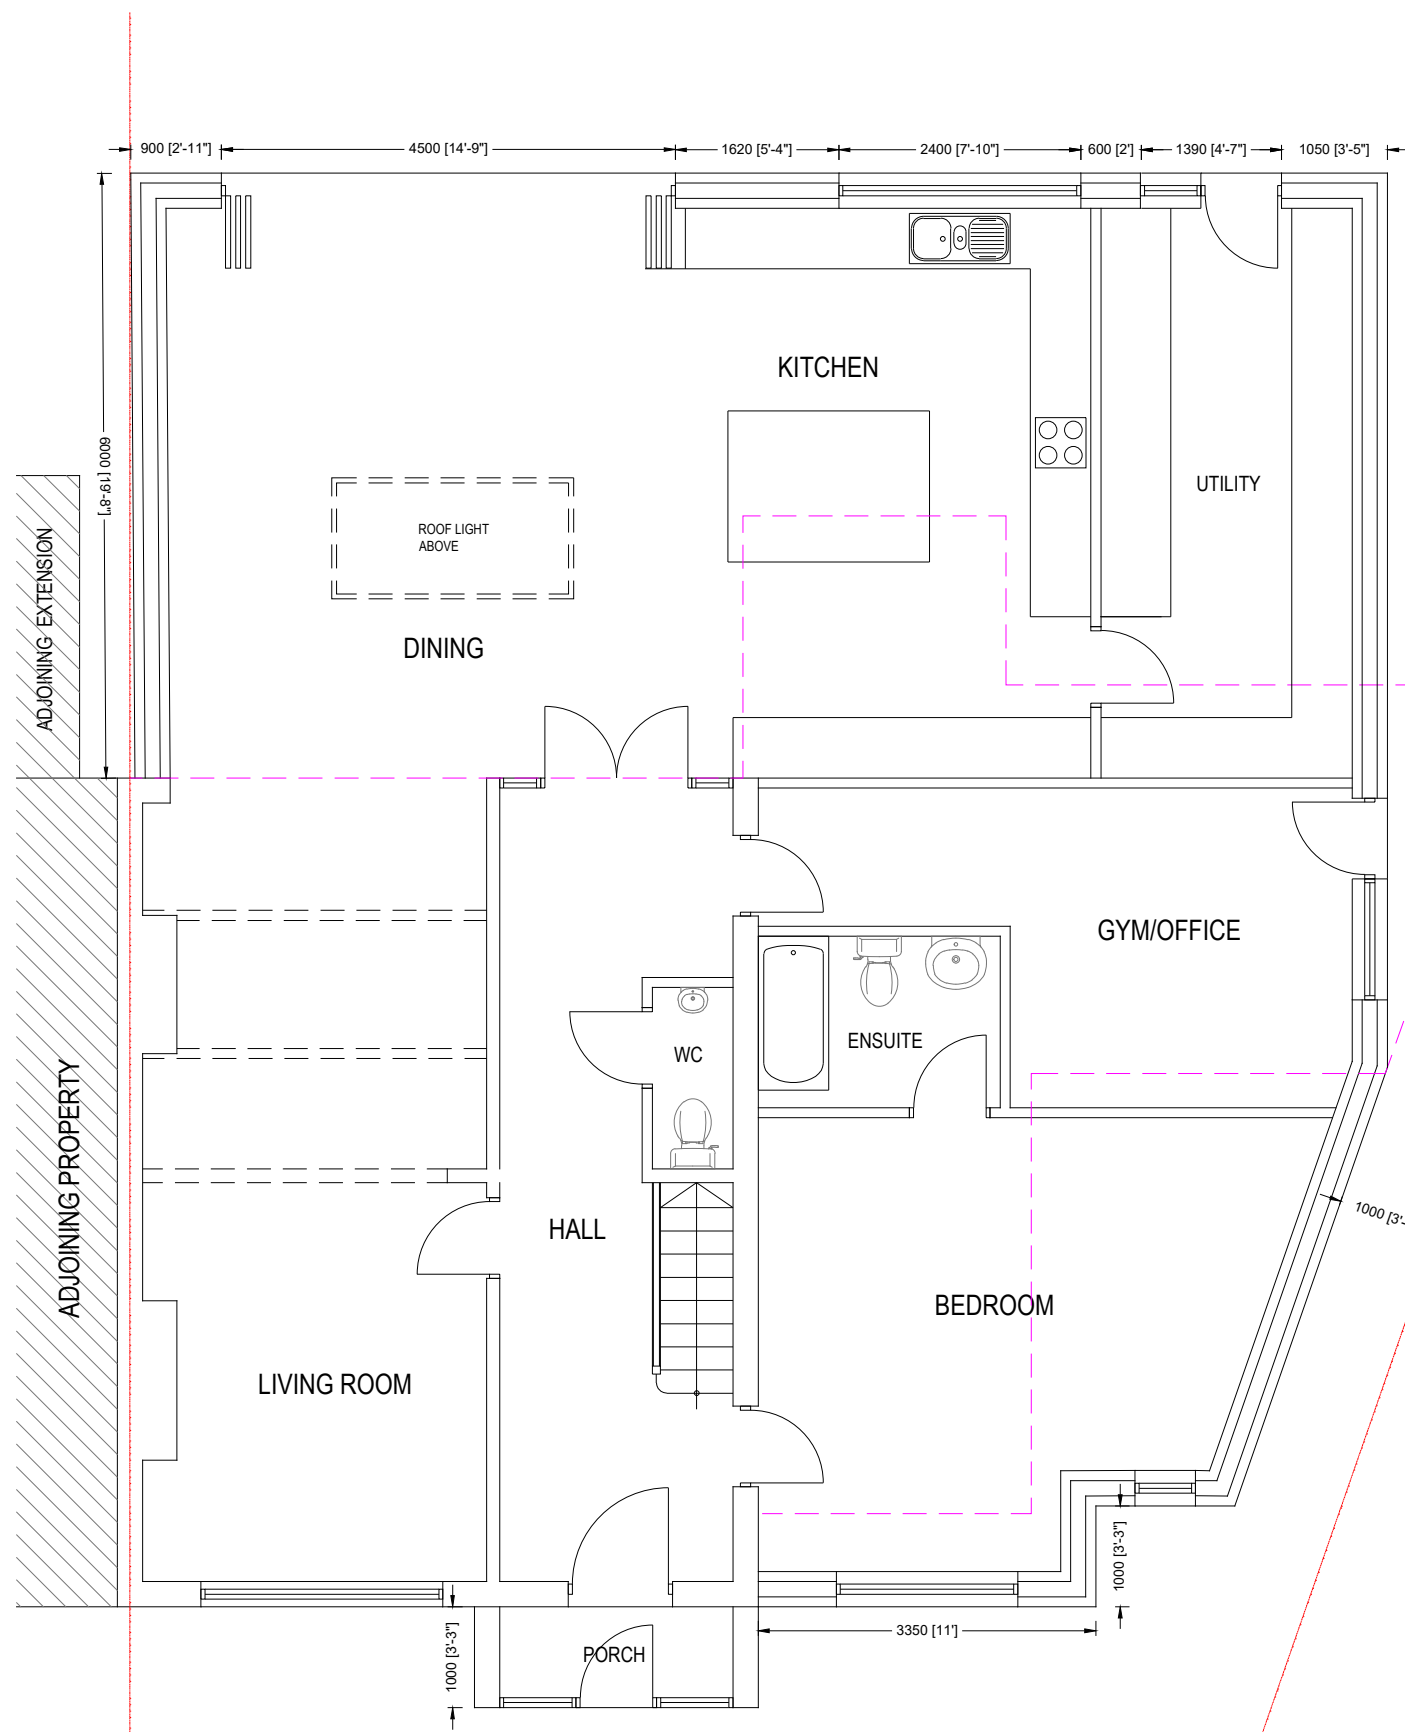 900 [2'-11"]
4500 [14'-9"]
1620 [5'-4"]
2400 [7'-10"]
600 [2']
1390 [4'-7"]
1050 [3'-5"]
KITCHEN
6000 [19'-8"]
UTILITY
ROOF LIGHT
ABOVE
ADJOINING EXTENSION
DINING
GYM/OFFICE
ENSUITE
WC
ADJOINING PROPERTY
1000 [3'-
HALL
BEDROOM
LIVING ROOM
1000 [3'-3"]
3350 [11']
1000 [3'-3"]
PORCH